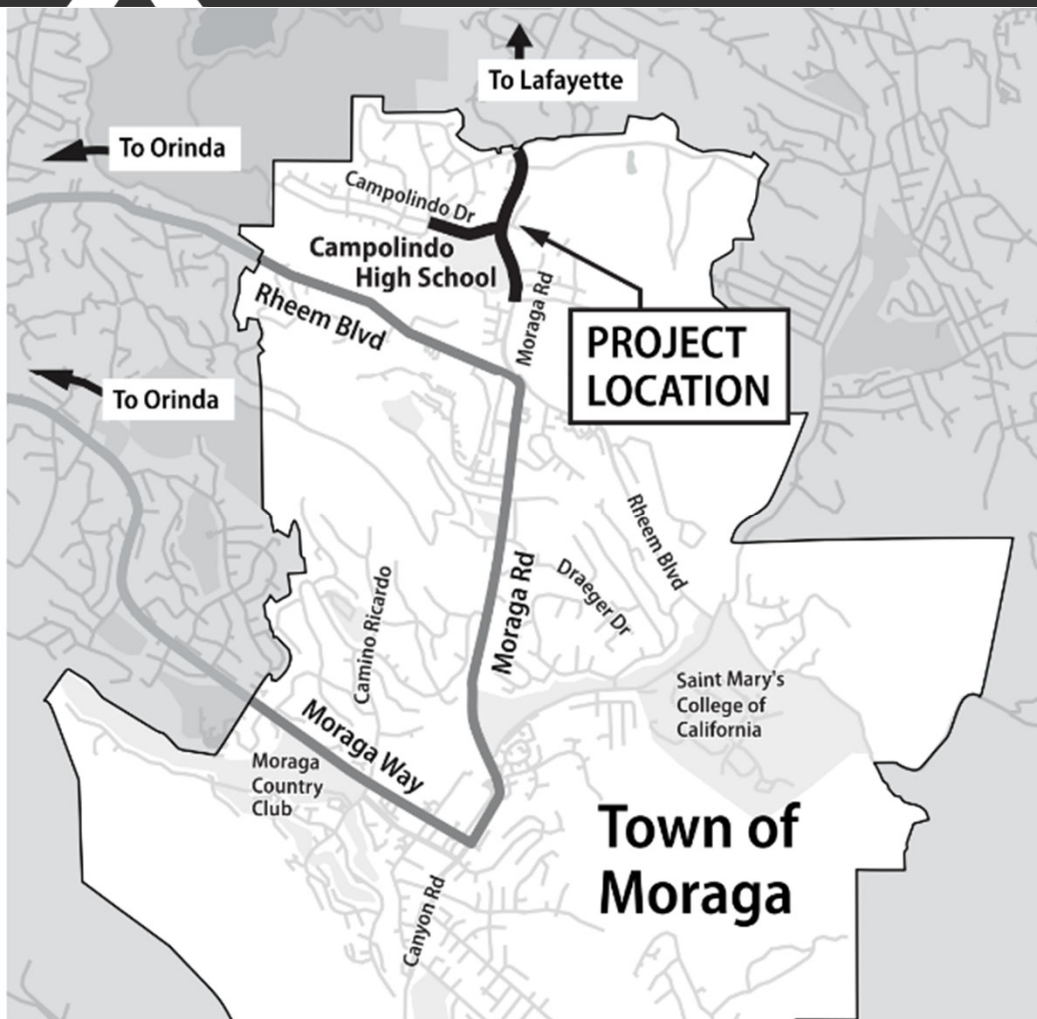 To Lafayette
To Orinda
Campolindo Dr
Campolindo
High School
Moraga Rd
Rheem Blvd
PROJECT
LOCATION
To Orinda
Rheem Blvd
Moraga Rd
Draeger Dr
Camino Ricardo
Saint Mary's
College of
California
Moraga Way
Moraga
Country
Club
Town of
Moraga
Canyon Rd